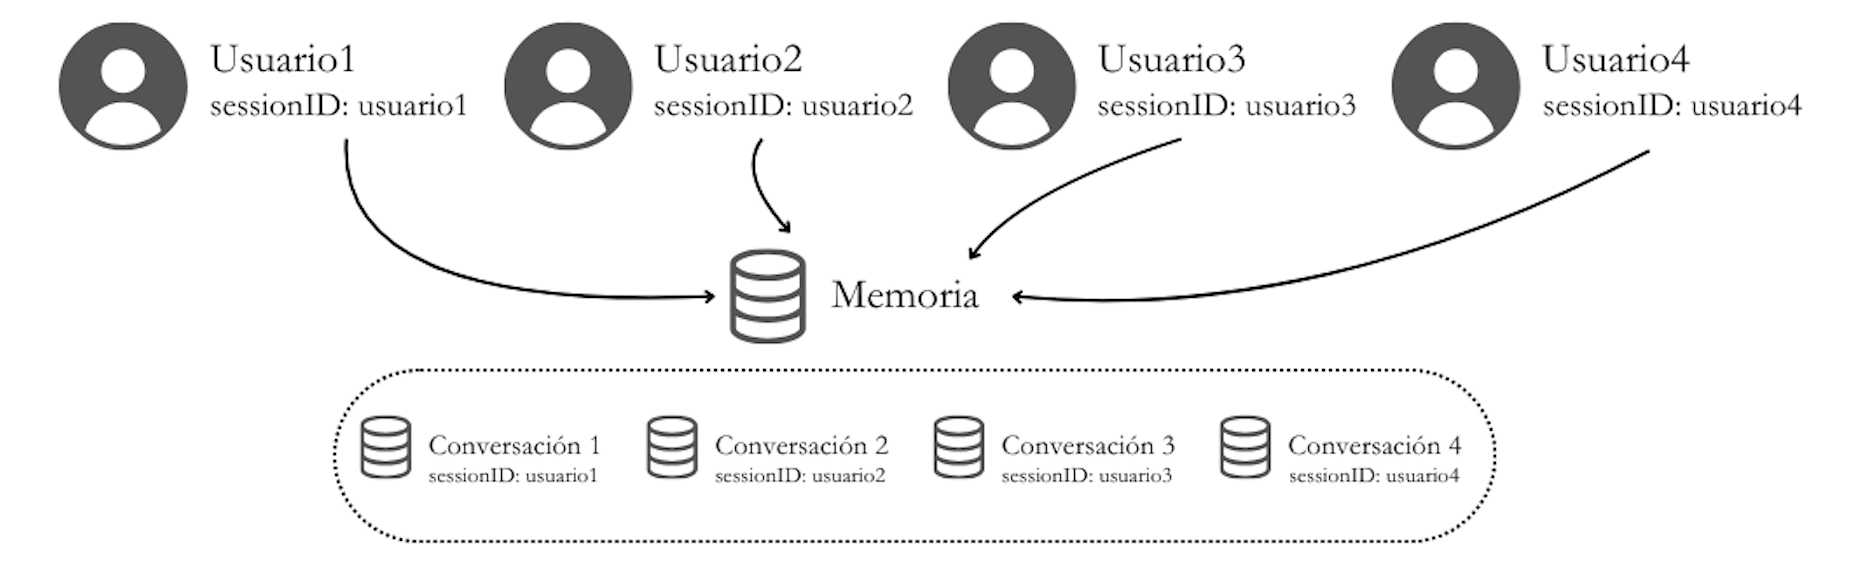 Usuario1
sessionID: usuario1
Usuario2
sessionID: usuario2
Usuario3
sessionID: usuario3
Usuario4
sessionID: usuario4
Memoria
Conversación 1
sessionID: usuario1
Conversación 2
sessionID: usuario2
Conversación 3
sessionID: usuario3
Conversación 4
sessionID: usuario4